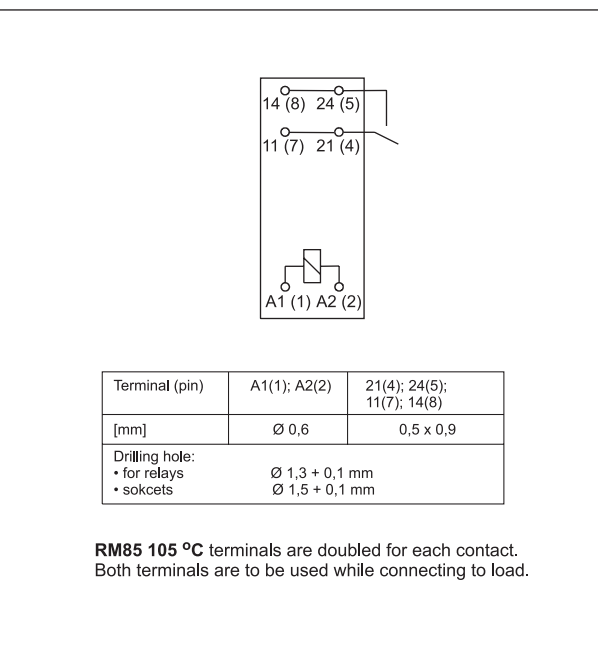 14 (8) 24 (5)
11 (7) 21 (4)
A1 (1) A2 (2)
Terminal (pin) A1(1); A2(2) 21(4); 24(5);
11(7); 14(8)
[mm] Ø 0,6 0,5 x 0,9
Drilling hole:
• for relays Ø 1,3 + 0,1 mm
• sokcets Ø 1,5 + 0,1 mm
RM85 105 ºC terminals are doubled for each contact.
Both terminals are to be used while connecting to load.